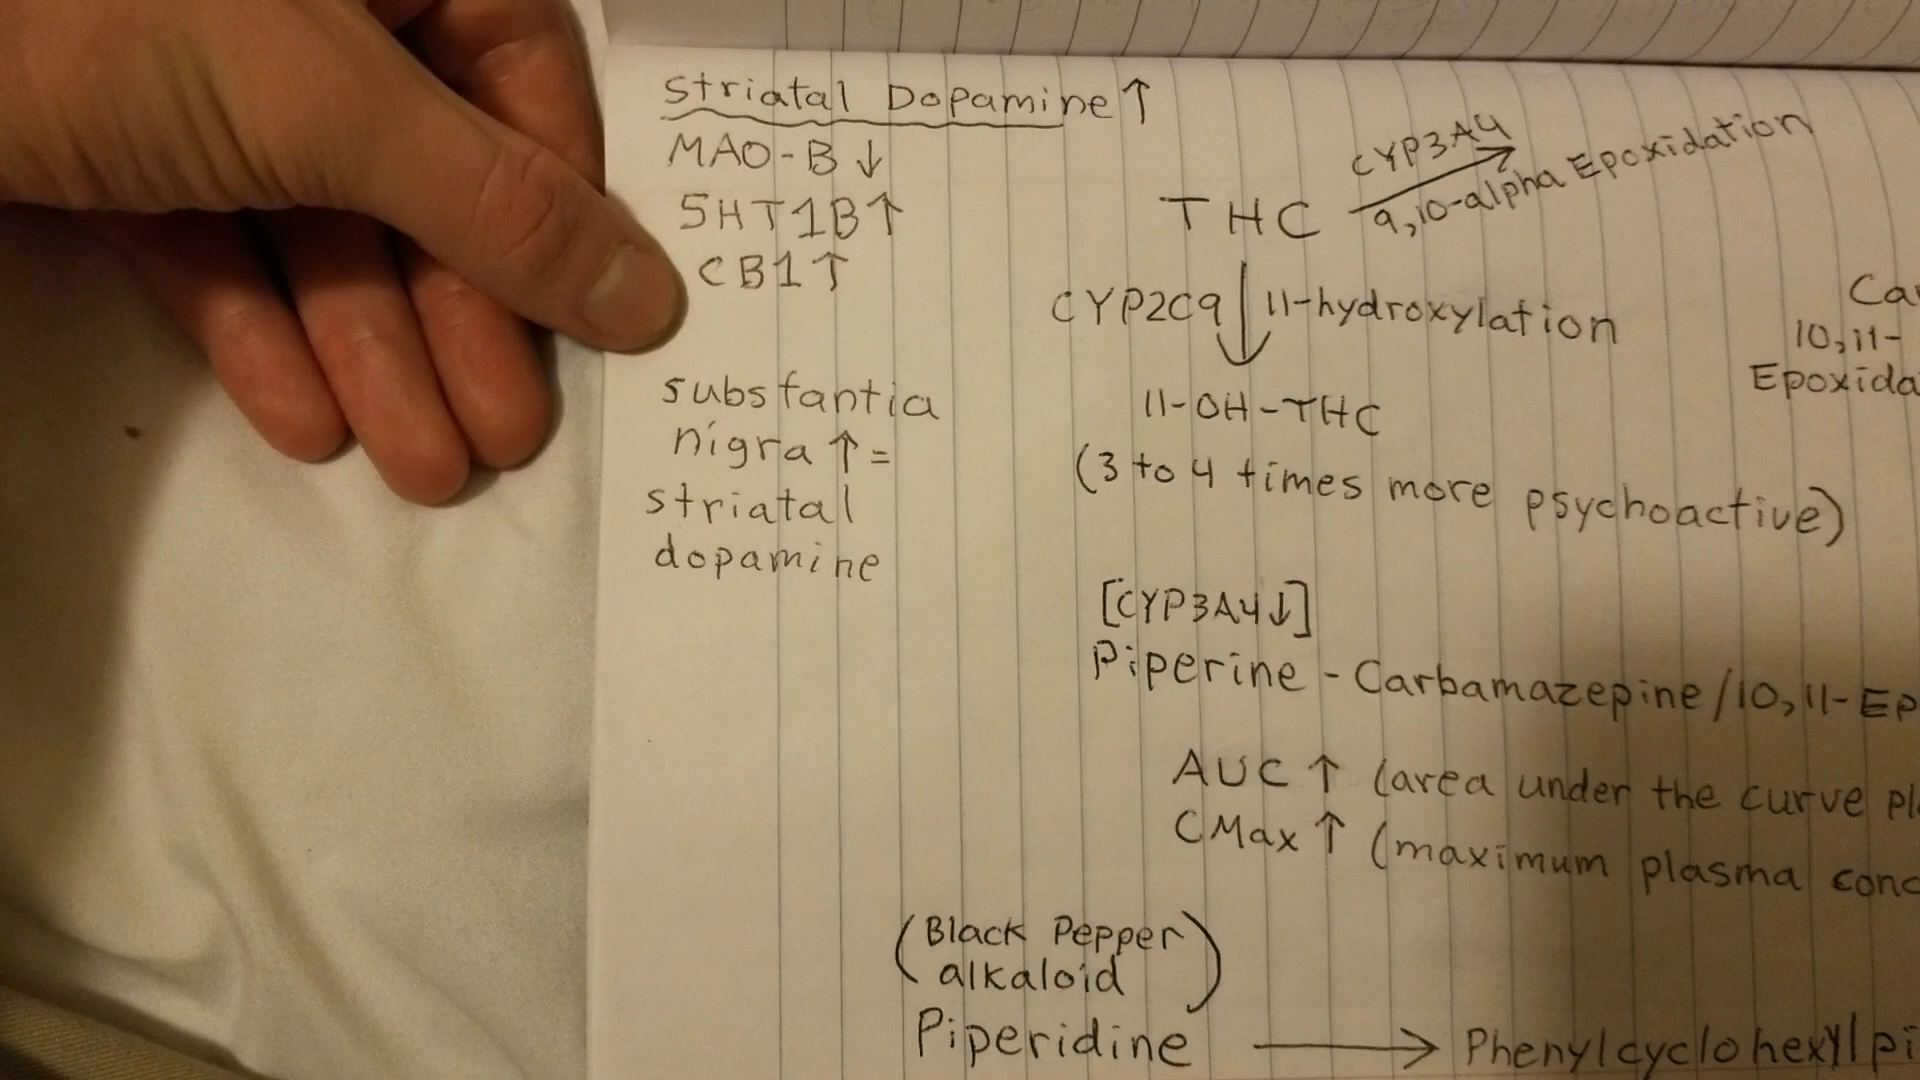 Striatal Dopamine ↑
MAO-B ↓
5HT1B ↑
CB1 ↑
substantia
nigra ↑ =
striatal
dopamine
CYP3A4
THC →
9,10-alpha Epoxidation
CYP2C9 ↓ 11-hydroxylation
11-OH-THC
(3 to 4 times more psychoactive)
Ca
10,11-
Epoxida
[CYP3A4↓]
Piperine - Carbamazepine/10,11-Ep
AUC ↑ (area under the curve pl
CMax ↑ (maximum plasma conc
(Black Pepper
alkaloid)
Piperidine → Phenylcyclohexylpi